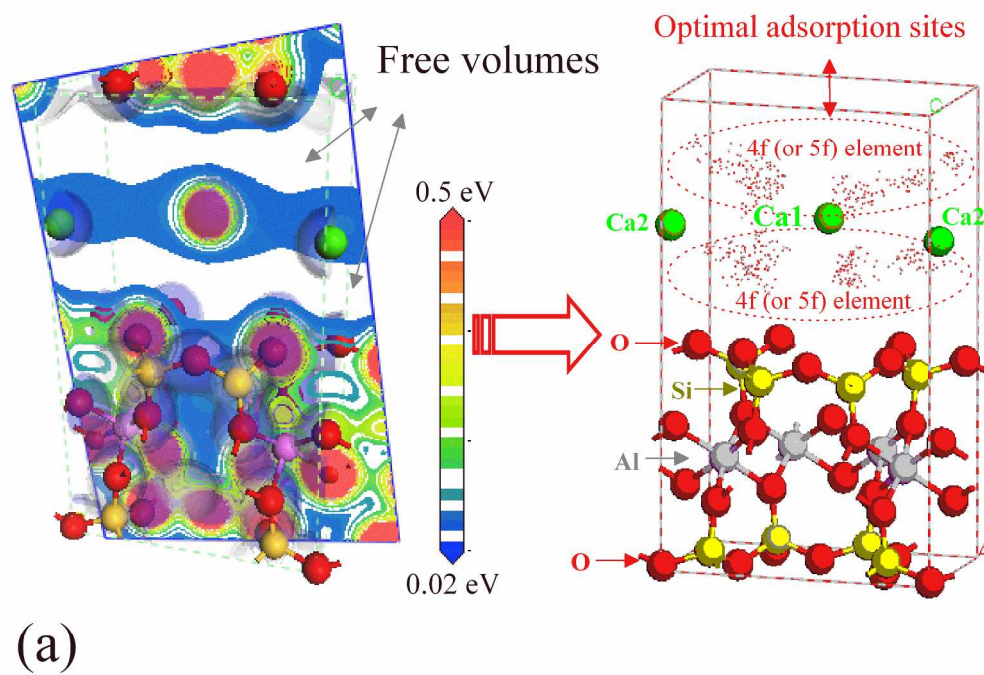 Optimal adsorption sites
Free volumes
4f (or 5f) element
0.5 eV
Ca2
Ca1
Ca2
4f (or 5f) element
O
Si
Al
O
0.02 eV
(a)